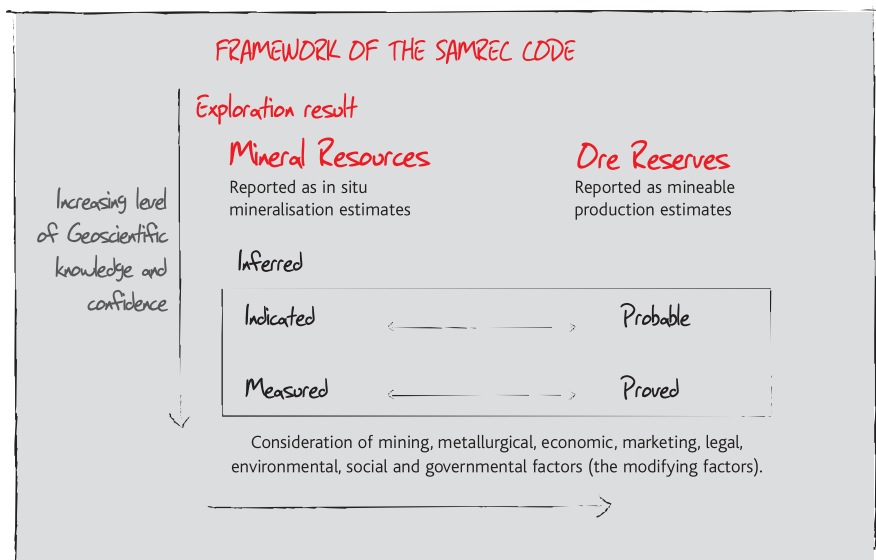 FRAMEWORK OF THE SAMREC CODE
Exploration result
Mineral Resources
Reported as in situ
mineralisation estimates
Ore Reserves
Reported as mineable
production estimates
Increasing level
of Geoscientific
knowledge and
confidence
Inferred
Indicated
Probable
Measured
Proved
Consideration of mining, metallurgical, economic, marketing, legal,
environmental, social and governmental factors (the modifying factors).